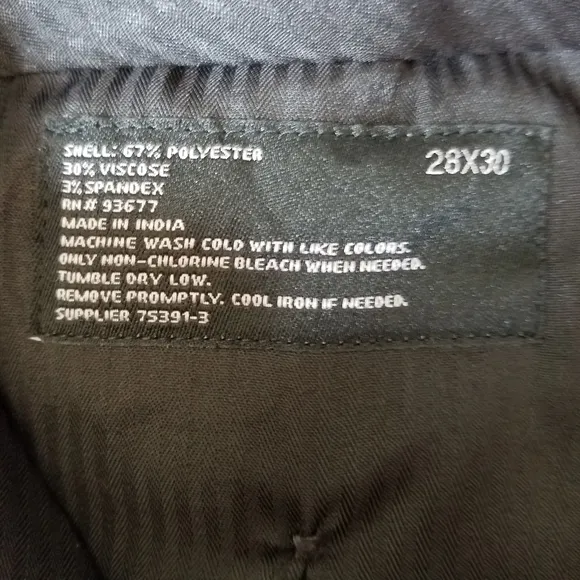 SHELL: 67% POLYESTER
28X30
30% VISCOSE
3% SPANDEX
RN# 93677
MADE IN INDIA
MACHINE WASH COLD WITH LIKE COLORS.
ONLY NON-CHLORINE BLEACH WHEN NEEDED.
TUMBLE DRY LOW.
REMOVE PROMPTLY. COOL IRON IF NEEDED.
SUPPLIER 75391-3